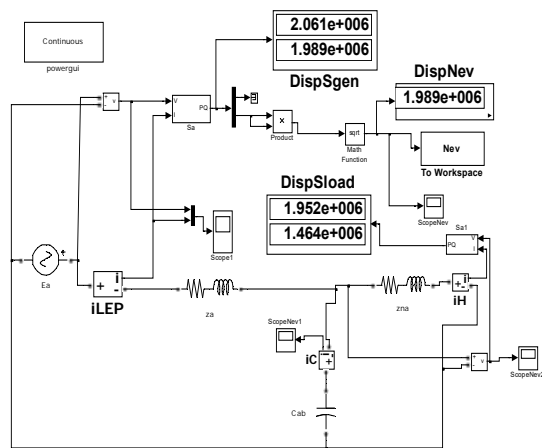 Continuous
powergui
2.061e+006
1.989e+006
DispSgen
DispNev
1.989e+006
v
V
I
PQ
Sa
×
Product
sqrt
Math
Function
Nev
To Workspace
DispSload
1.952e+006
1.464e+006
ScopeNev
Sa1
PQ
V
I
Scope1
Ea
+
-
i
iLEP
za
zna
+
-
i
iH
ScopeNev1
iC
+
-
i
+
-
v
ScopeNev2
Cab